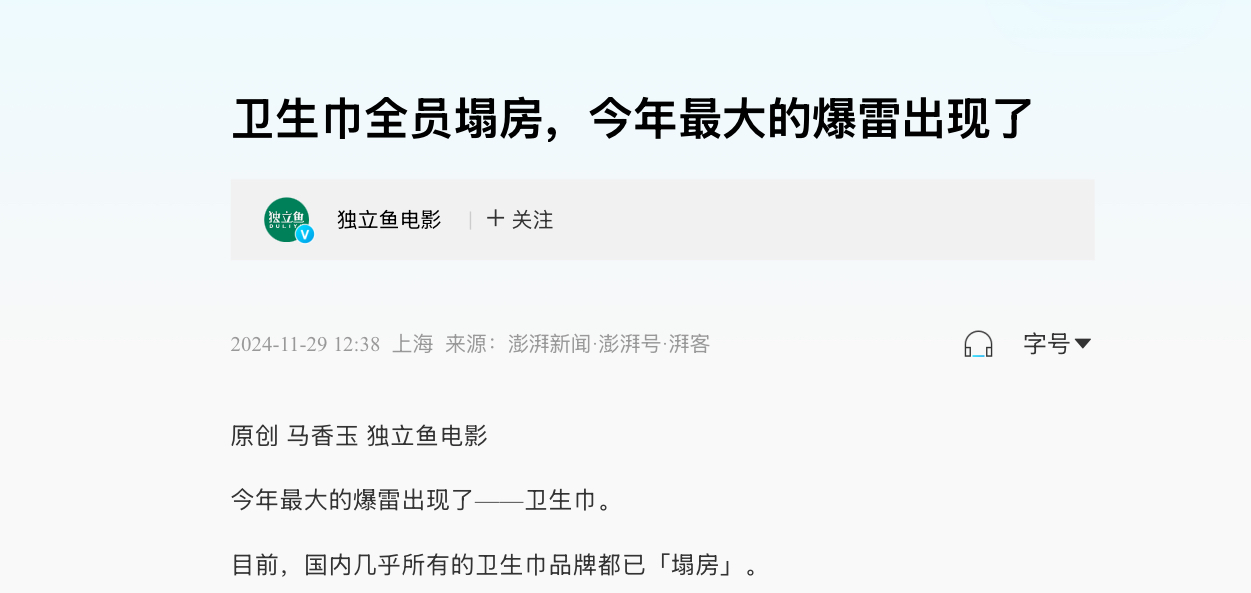 卫生巾全员塌房，今年最大的爆雷出现了
独立鱼
DULIYU
V
独立鱼电影 | + 关注
2024-11-29 12:38 上海 来源：澎湃新闻·澎湃号·湃客
字号
原创 马香玉 独立鱼电影
今年最大的爆雷出现了——卫生巾。
目前，国内几乎所有的卫生巾品牌都已「塌房」。